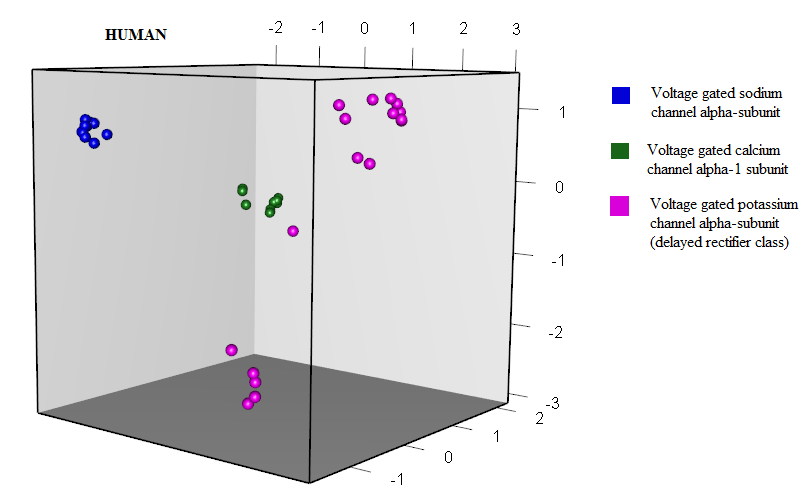 HUMAN
-2 -1 0 1 2 3
Voltage gated sodium
channel alpha-subunit
Voltage gated calcium
channel alpha-1 subunit
Voltage gated potassium
channel alpha-subunit
(delayed rectifier class)
1
0
-1
-2
-3
2
1
0
-1